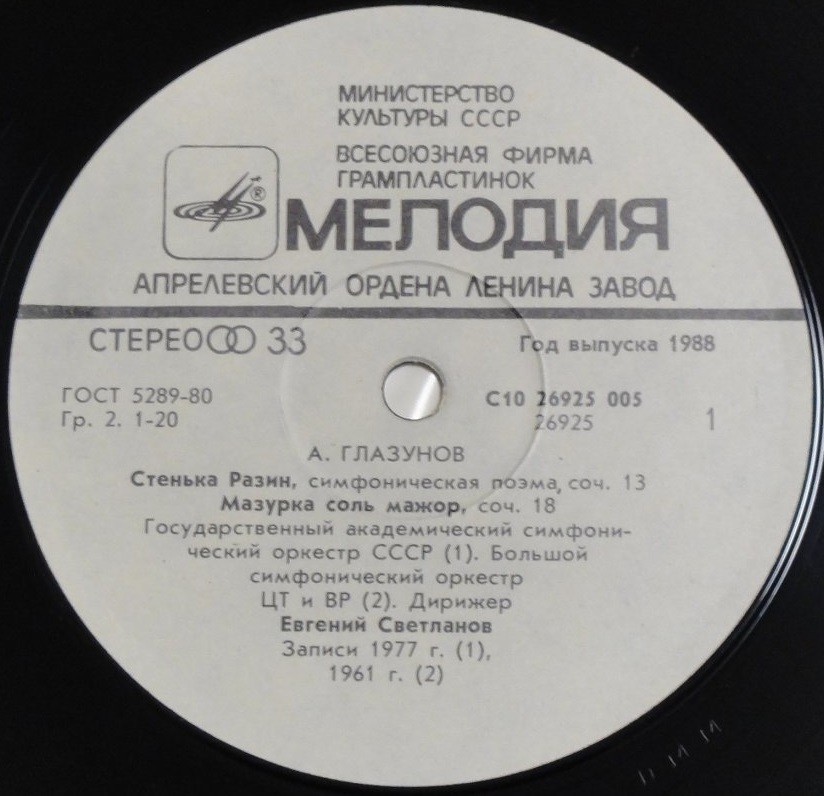 МИНИСТЕРСТВО
КУЛЬТУРЫ СССР
ВСЕСОЮЗНАЯ ФИРМА
ГРАМПЛАСТИНОК
®
МЕЛОДИЯ
АПРЕЛЕВСКИЙ ОРДЕНА ЛЕНИНА ЗАВОД
СТЕРЕО 33
Год выпуска 1988
ГОСТ 5289-80
Гр. 2. 1-20
С10 26925 005
26925
1
А. ГЛАЗУНОВ
Стенька Разин, симфоническая поэма, соч. 13
Мазурка соль мажор, соч. 18
Государственный академический симфони-
ческий оркестр СССР (1). Большой
симфонический оркестр
ЦТ и ВР (2). Дирижер
Евгений Светланов
Записи 1977 г. (1),
1961 г. (2)